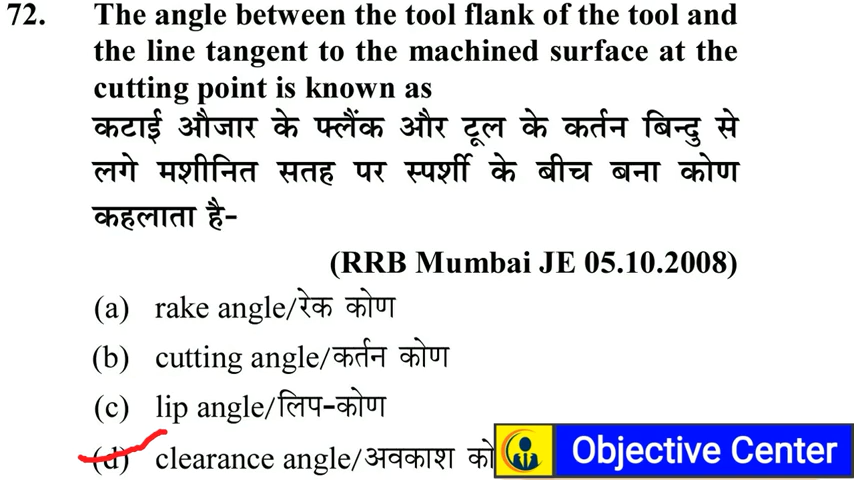 72. The angle between the tool flank of the tool and
the line tangent to the machined surface at the
cutting point is known as
कटाई औजार के फ्लैंक और टूल के कर्तन बिन्दु से
लगे मशीनित सतह पर स्पर्शी के बीच बना कोण
कहलाता है-
(RRB Mumbai JE 05.10.2008)
(a) rake angle/रेक कोण
(b) cutting angle/कर्तन कोण
(c) lip angle/लिप-कोण
(d) clearance angle/अवकाश को
Objective Center